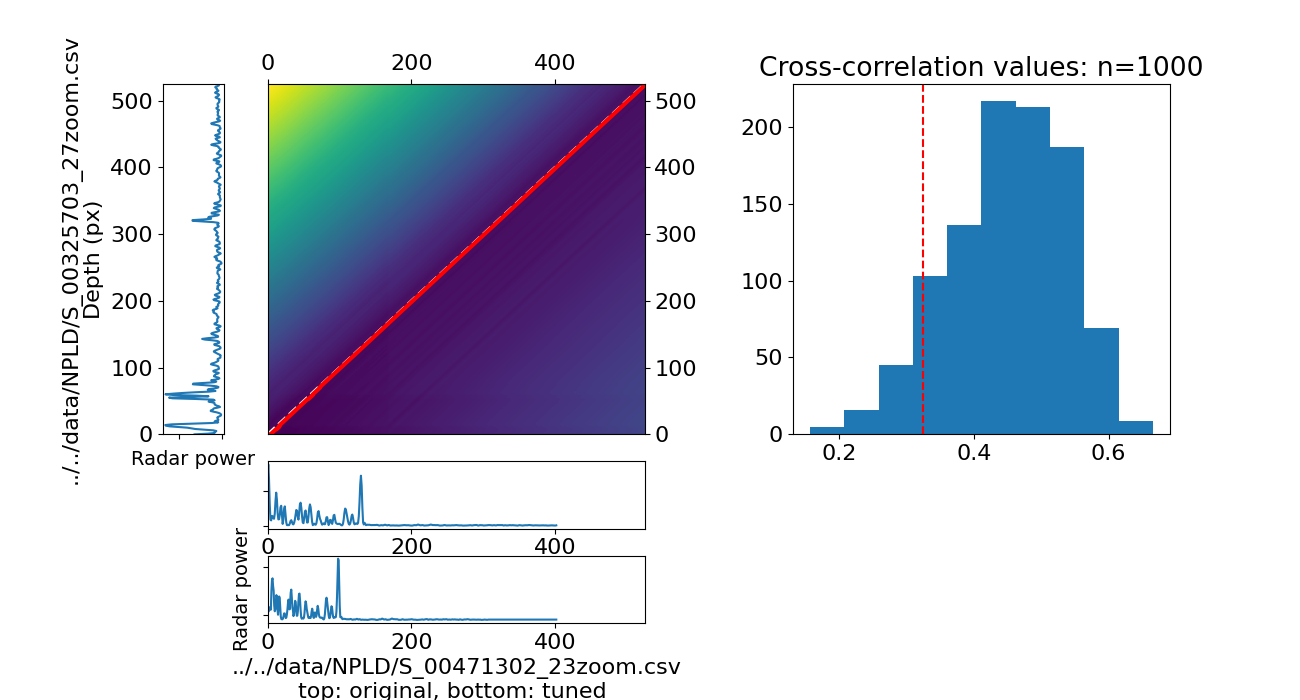 Cross-correlation values: n=1000
0 200 400
../../data/NPLD/S_00325703_27zoom.csv
Depth (px)
500
400
300
200
100
0
Radar power
500
400
300
200
100
0
200
150
100
50
0
0.2 0.4 0.6
0 200 400
Radar power
0 200 400
../../data/NPLD/S_00471302_23zoom.csv
top: original, bottom: tuned